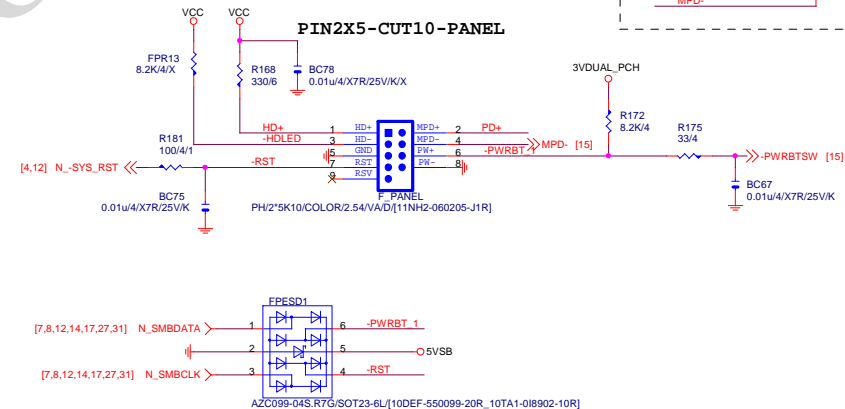 MPD-
VCC
VCC
PIN2X5-CUT10-PANEL
FPR13
8.2K/4/X
R168
330/6
BC78
0.01u/4/X7R/25V/K/X
3VDUAL_PCH
R172
8.2K/4
R175
33/4
HD+ 1 HD+ MPD+ 2 PD+
-HDLED 3 HD- MPD- 4 MPD- [15]
5 GND PW+ 6 -PWRBT_1
-RST 7 RST PW- 8
9 RSV
R181
100/4/1
[4,12] N_-SYS_RST
-PWRBTSW [15]
BC75
0.01u/4/X7R/25V/K
BC67
0.01u/4/X7R/25V/K
F_PANEL
PH/2*5K10/COLOR/2.54/VA/D/[11NH2-060205-J1R]
FPESD1
[7,8,12,14,17,27,31] N_SMBDATA 1 6 -PWRBT_1
2 5 5VSB
[7,8,12,14,17,27,31] N_SMBCLK 3 4 -RST
AZC099-04S.R7G/SOT23-6L/[10DEF-550099-20R_10TA1-0I8902-10R]